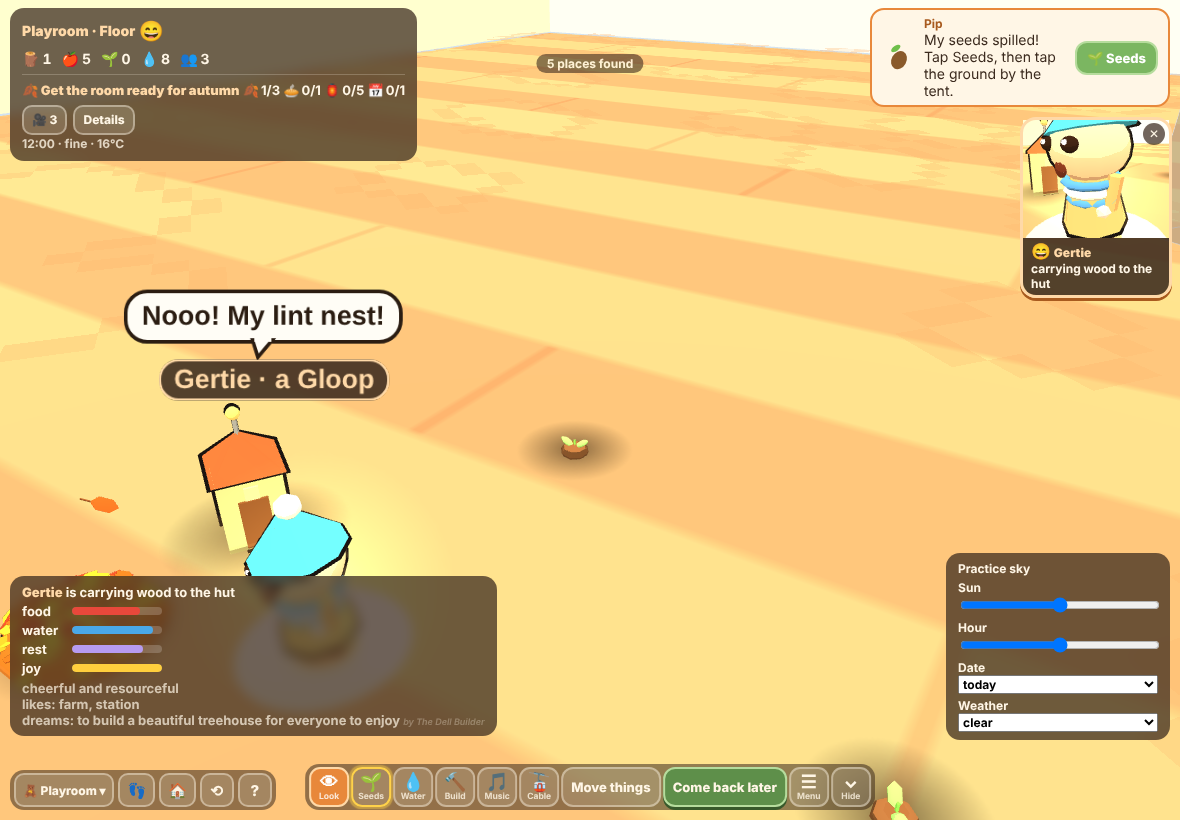 Playroom · Floor
1 5 0 8 3
Get the room ready for autumn 1/3 0/1 0/5 0/1
3 Details
12:00 · fine · 16°C
5 places found
Pip
My seeds spilled!
Tap Seeds, then tap
the ground by the
tent.
Seeds
Gertie
carrying wood to the
hut
Nooo! My lint nest!
Gertie · a Gloop
Gertie is carrying wood to the hut
food
water
rest
joy
cheerful and resourceful
likes: farm, station
dreams: to build a beautiful treehouse for everyone to enjoy by The Dell Builder
Practice sky
Sun
Hour
Date
today
Weather
clear
Playroom ▾
?
Look Seeds Water Build Music Cable Move things Come back later Menu Hide